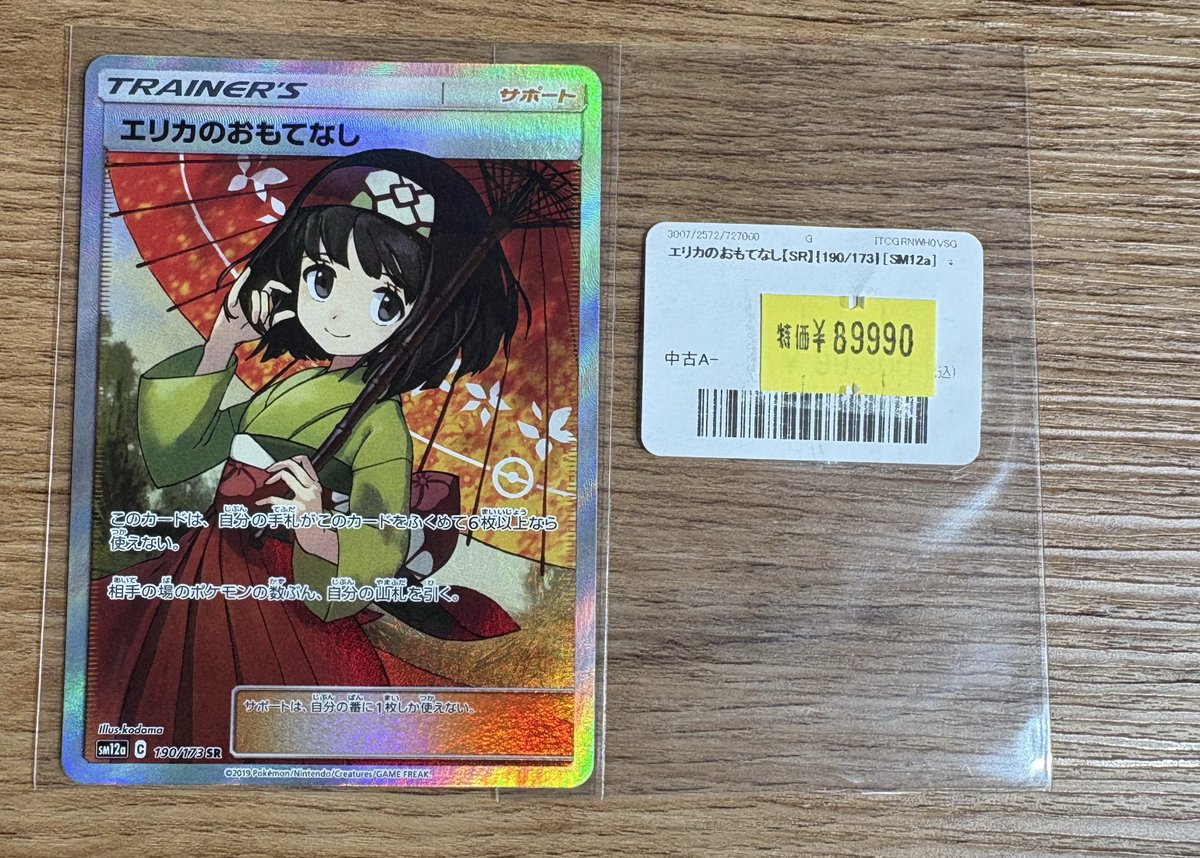 TRAINER'S
サポート
エリカのおもてなし
このカードは、自分の手札がこのカードをふくめて6枚以上なら
使えない。
相手の場のポケモンの数ぶん、自分の山札を引く。
サポートは、自分の番に1枚しか使えない。
Illus.kodama
SM12a C 190/173 SR
©2019 Pokémon/Nintendo/Creatures/GAME FREAK.
3007/2572/727000 G ITCGRNWH0VSG
エリカのおもてなし【SR】{190/173}[SM12a]
特価¥89990
中古A-
込)